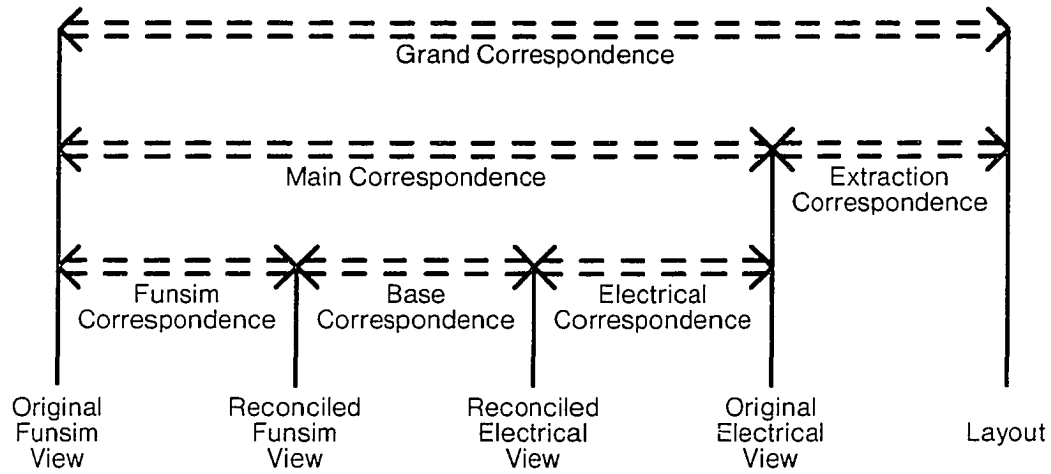 Grand Correspondence
Main Correspondence
Extraction
Correspondence
Funsim
Correspondence
Base
Correspondence
Electrical
Correspondence
Original
Funsim
View
Reconciled
Funsim
View
Reconciled
Electrical
View
Original
Electrical
View
Layout